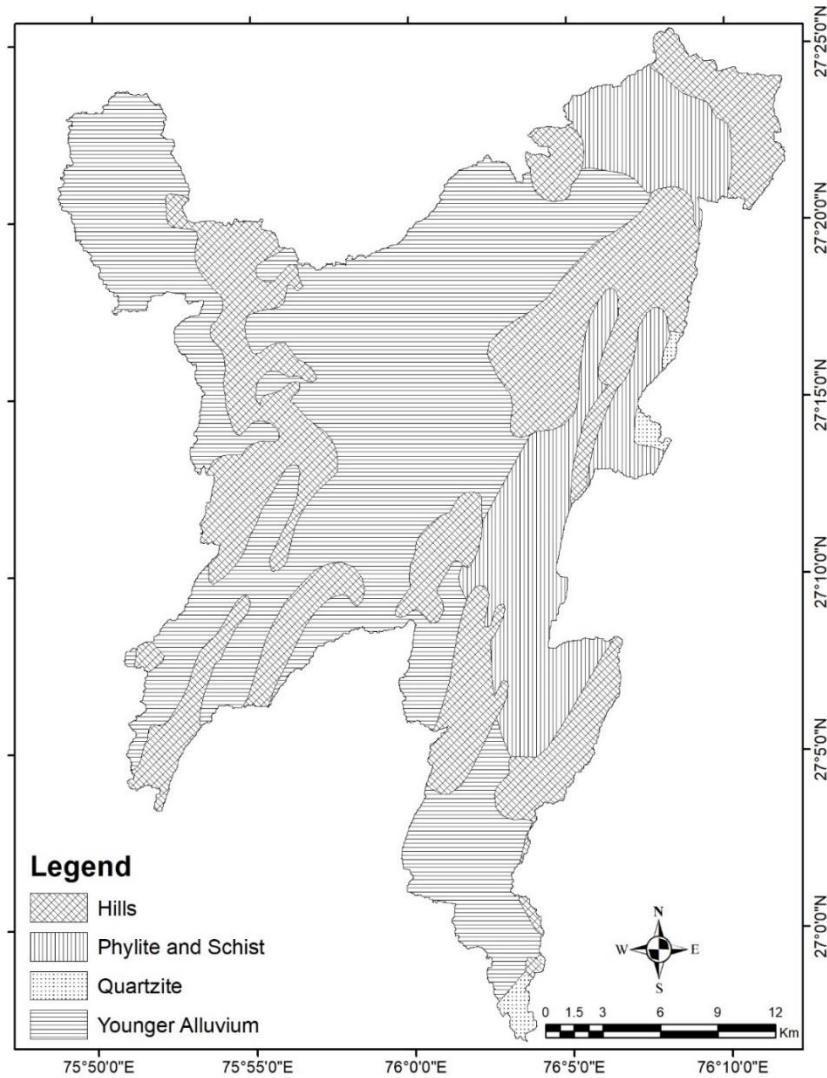 27°25'0"N
27°20'0"N
27°15'0"N
27°10'0"N
27°5'0"N
27°0'0"N
Legend
Hills
Phylite and Schist
Quartzite
Younger Alluvium
N
W E
S
0 1.5 3 6 9 12
Km
75°50'0"E 75°55'0"E 76°0'0"E 76°5'0"E 76°10'0"E